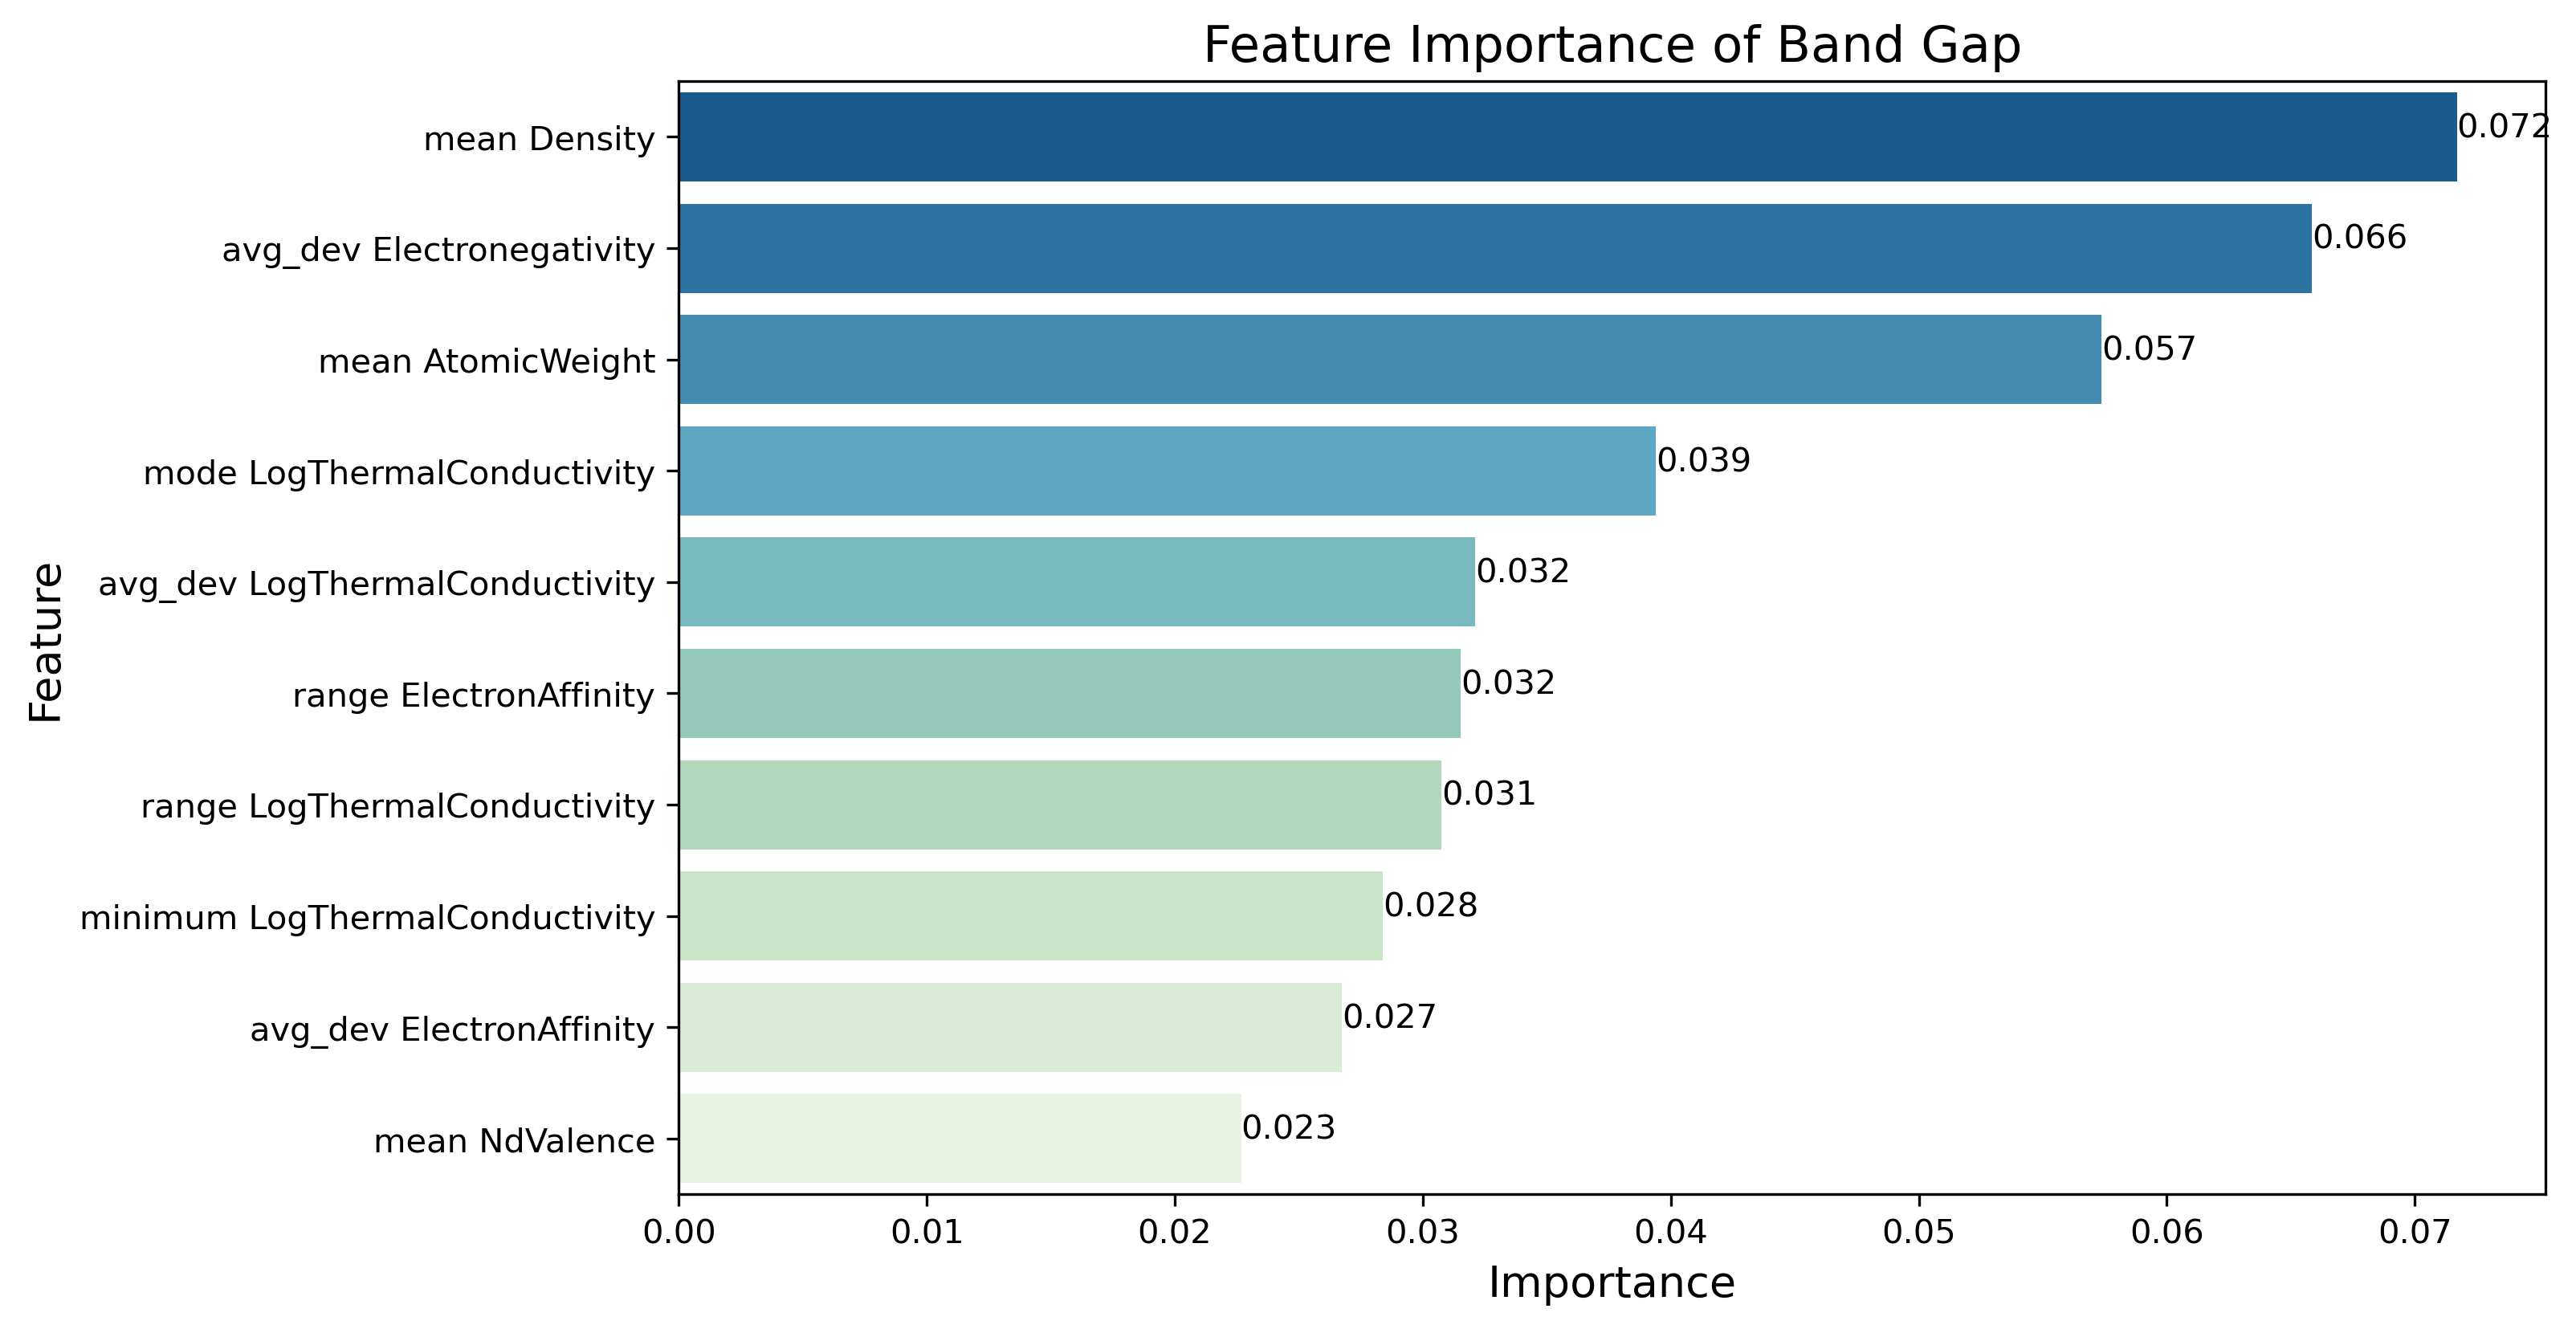 Feature Importance of Band Gap
mean Density
0.072
avg_dev Electronegativity
0.066
mean AtomicWeight
0.057
mode LogThermalConductivity
0.039
avg_dev LogThermalConductivity
0.032
range ElectronAffinity
0.032
range LogThermalConductivity
0.031
minimum LogThermalConductivity
0.028
avg_dev ElectronAffinity
0.027
mean NdValence
0.023
Feature
0.00 0.01 0.02 0.03 0.04 0.05 0.06 0.07
Importance